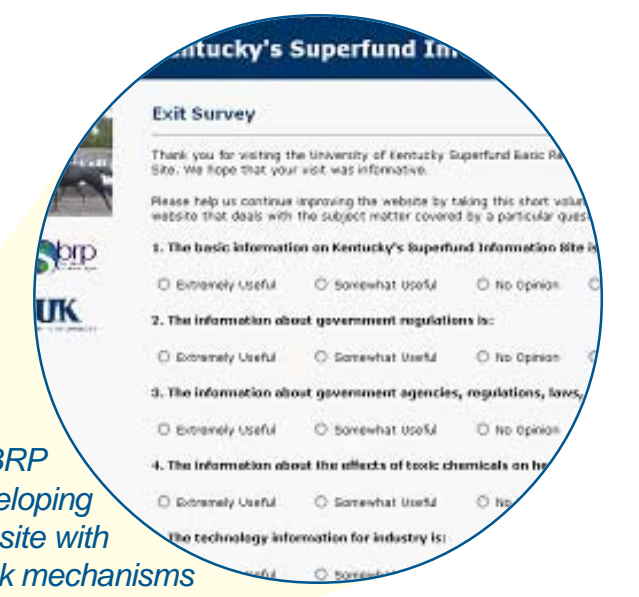 Kentucky's Superfund
Exit Survey
Thank you for visiting the University of Kentucky Superfund Basic
Site. We hope that your visit was informative.
Please help us continue improving the website by taking this short
website that deals with the subject matter covered by a particular
1. The basic information on Kentucky's Superfund Information Site is
Extremely Useful Somewhat Useful No Opinion
2. The information about government regulations is:
Extremely Useful Somewhat Useful No Opinion
3. The information about government agencies, regulations, laws,
Extremely Useful Somewhat Useful No Opinion
4. The information about the effects of toxic chemicals on
Extremely Useful Somewhat Useful No
The technology information for industry is:
sbrp
UK
BRP
eloping
site with
k mechanisms